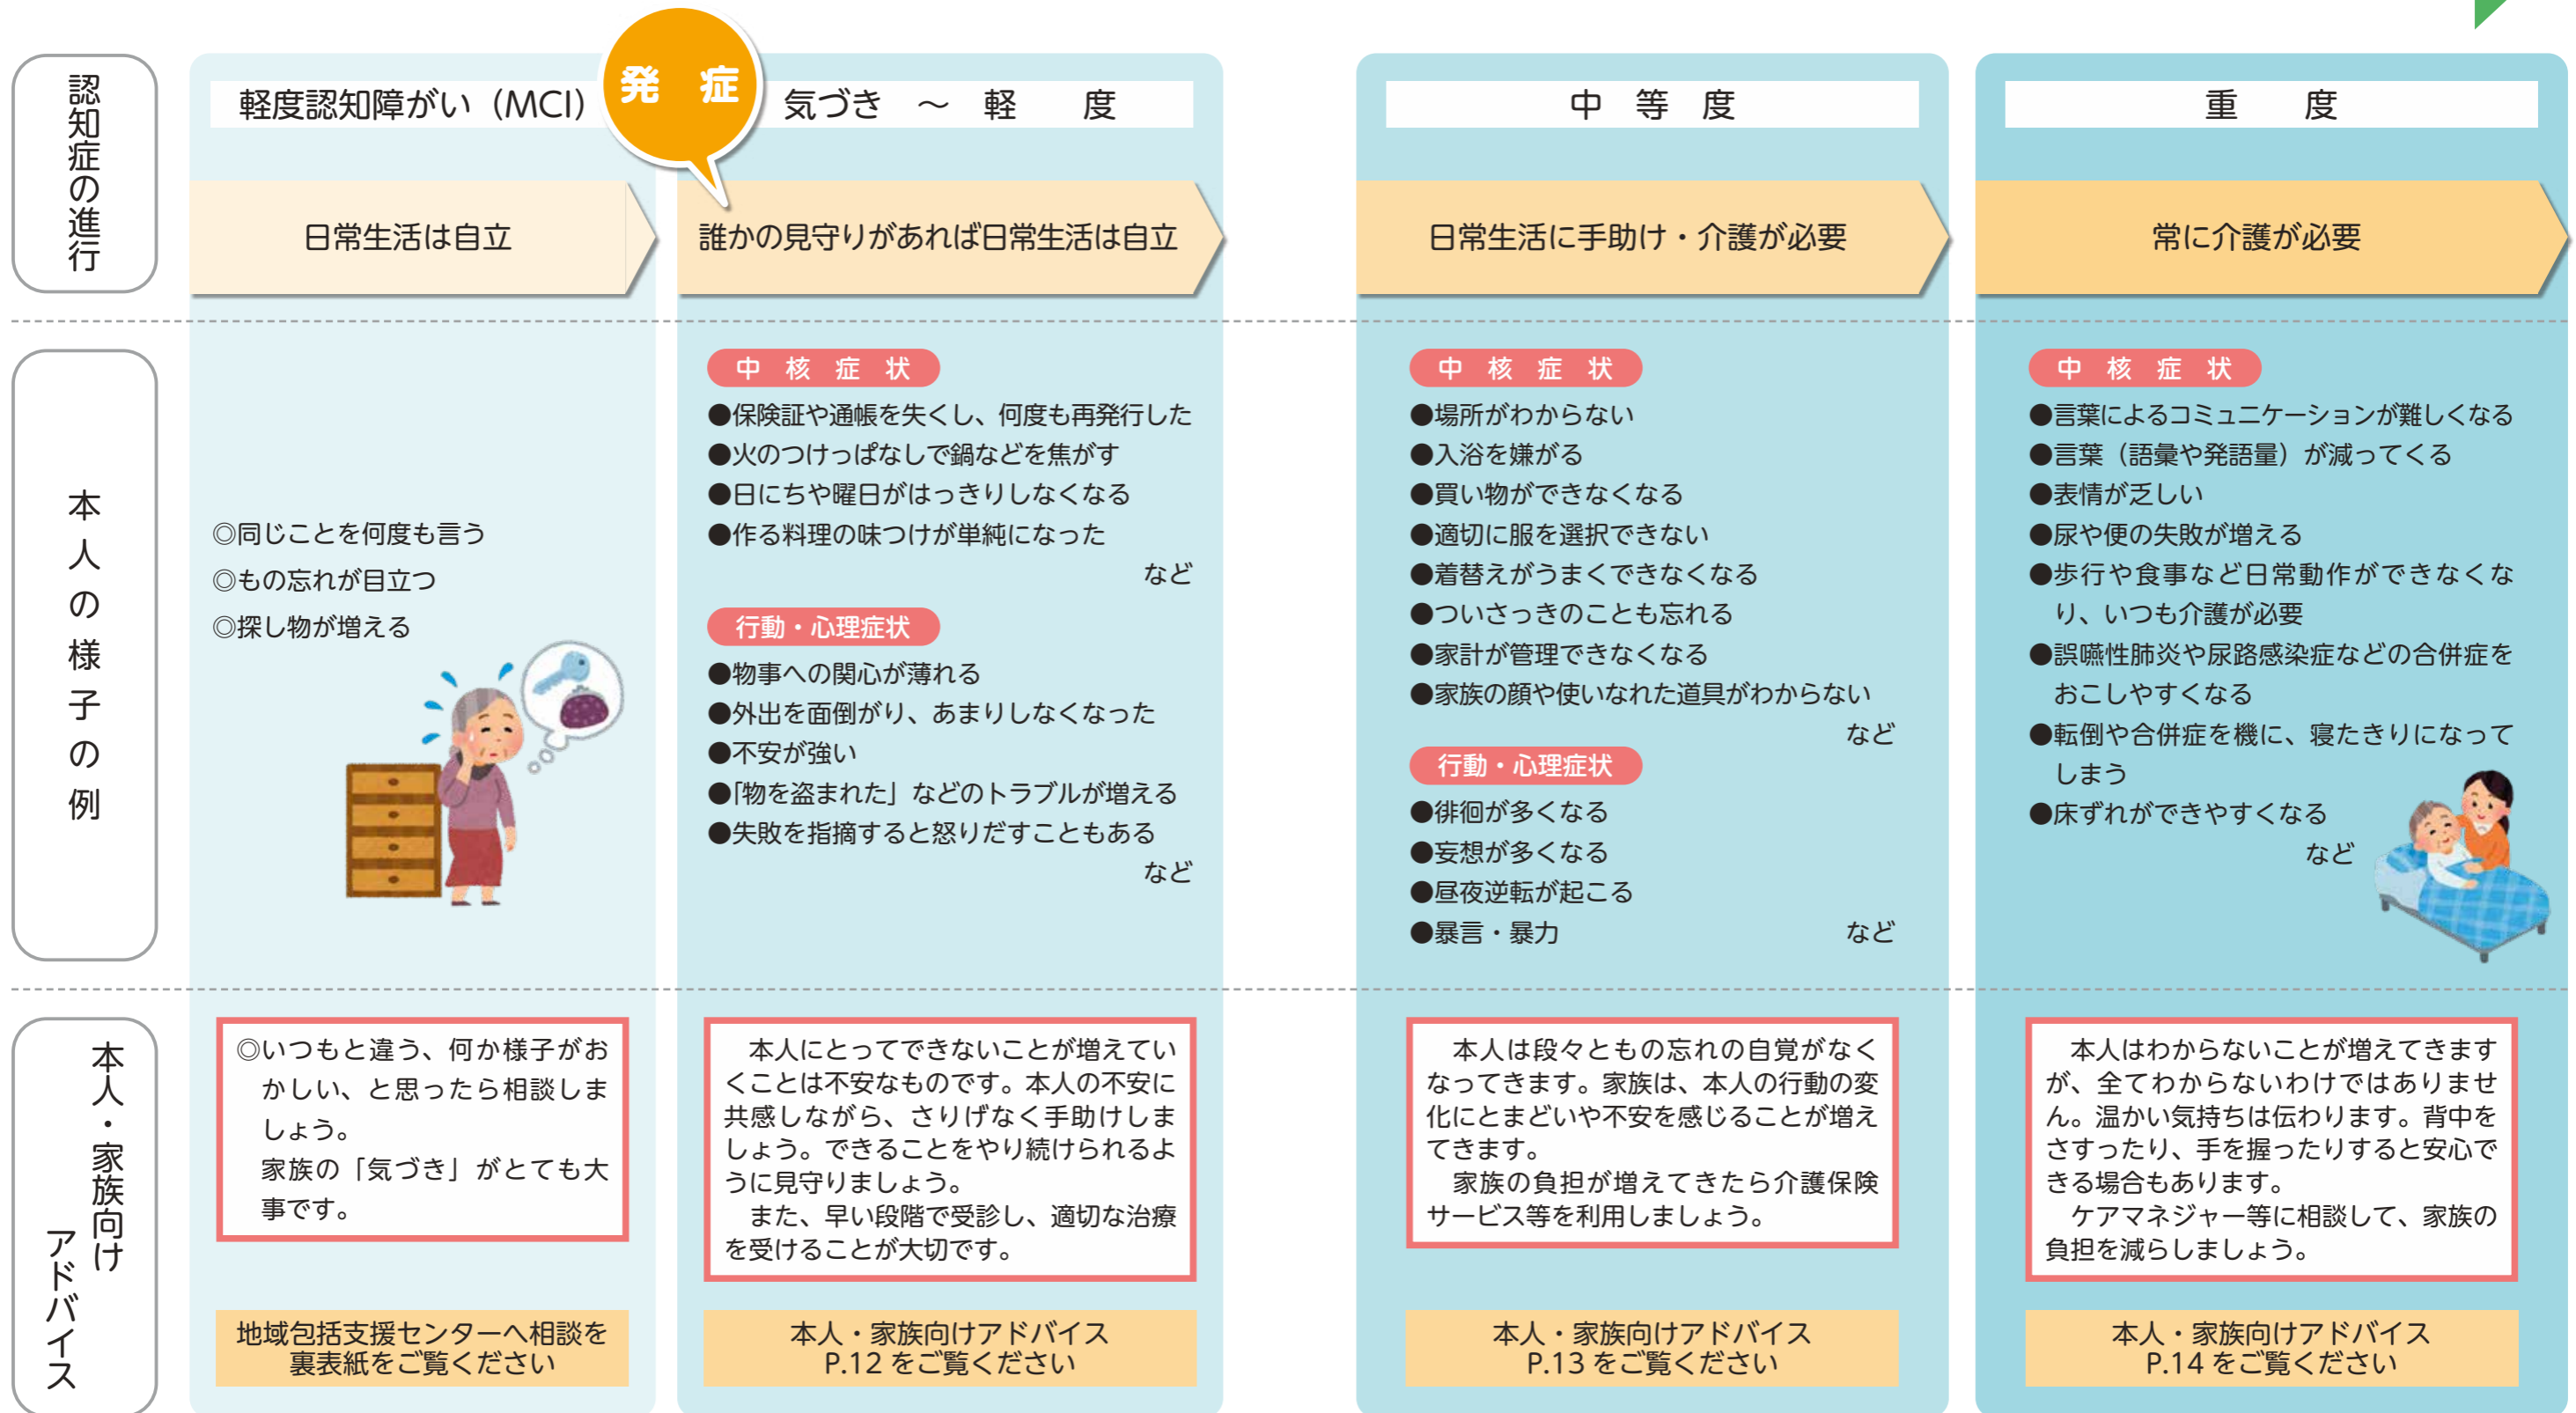 認知症の進行
軽度認知障がい（MCI）
発　症
気づき　～　軽　　度
中　等　度
重　　度
日常生活は自立
誰かの見守りがあれば日常生活は自立
日常生活に手助け・介護が必要
常に介護が必要
本人の様子の例
◎同じことを何度も言う
◎もの忘れが目立つ
◎探し物が増える
中　核　症　状
●保険証や通帳を失くし、何度も再発行した
●火のつけっぱなしで鍋などを焦がす
●日にちや曜日がはっきりしなくなる
●作る料理の味つけが単純になった
など
行動・心理症状
●物事への関心が薄れる
●外出を面倒がり、あまりしなくなった
●不安が強い
●「物を盗まれた」などのトラブルが増える
●失敗を指摘すると怒りだすこともある
など
中　核　症　状
●場所がわからない
●入浴を嫌がる
●買い物ができなくなる
●適切に服を選択できない
●着替えがうまくできなくなる
●ついさっきのことも忘れる
●家計が管理できなくなる
●家族の顔や使いなれた道具がわからない
など
行動・心理症状
●徘徊が多くなる
●妄想が多くなる
●昼夜逆転が起こる
●暴言・暴力　　　　など
中　核　症　状
●言葉によるコミュニケーションが難しくなる
●言葉（語彙や発語量）が減ってくる
●表情が乏しい
●尿や便の失敗が増える
●歩行や食事など日常動作ができなくな
り、いつも介護が必要
●誤嚥性肺炎や尿路感染症などの合併症を
おこしやすくなる
●転倒や合併症を機に、寝たきりになって
しまう
●床ずれができやすくなる
など
本人・家族向け
アドバイス
◎いつもと違う、何か様子がお
かしい、と思ったら相談しま
しょう。
家族の「気づき」がとても大
事です。
地域包括支援センターへ相談を
裏表紙をご覧ください
本人にとってできないことが増えてい
くことは不安なものです。本人の不安に
共感しながら、さりげなく手助けしま
しょう。できることをやり続けられるよ
うに見守りましょう。
また、早い段階で受診し、適切な治療
を受けることが大切です。
本人・家族向けアドバイス
P.12 をご覧ください
本人は段々ともの忘れの自覚がなく
なってきます。家族は、本人の行動の変
化にとまどいや不安を感じることが増え
てきます。
家族の負担が増えてきたら介護保険
サービス等を利用しましょう。
本人・家族向けアドバイス
P.13 をご覧ください
本人はわからないことが増えてきます
が、全てわからないわけではありませ
ん。温かい気持ちは伝わります。背中を
さすったり、手を握ったりすると安心で
きる場合もあります。
ケアマネジャー等に相談して、家族の
負担を減らしましょう。
本人・家族向けアドバイス
P.14 をご覧ください